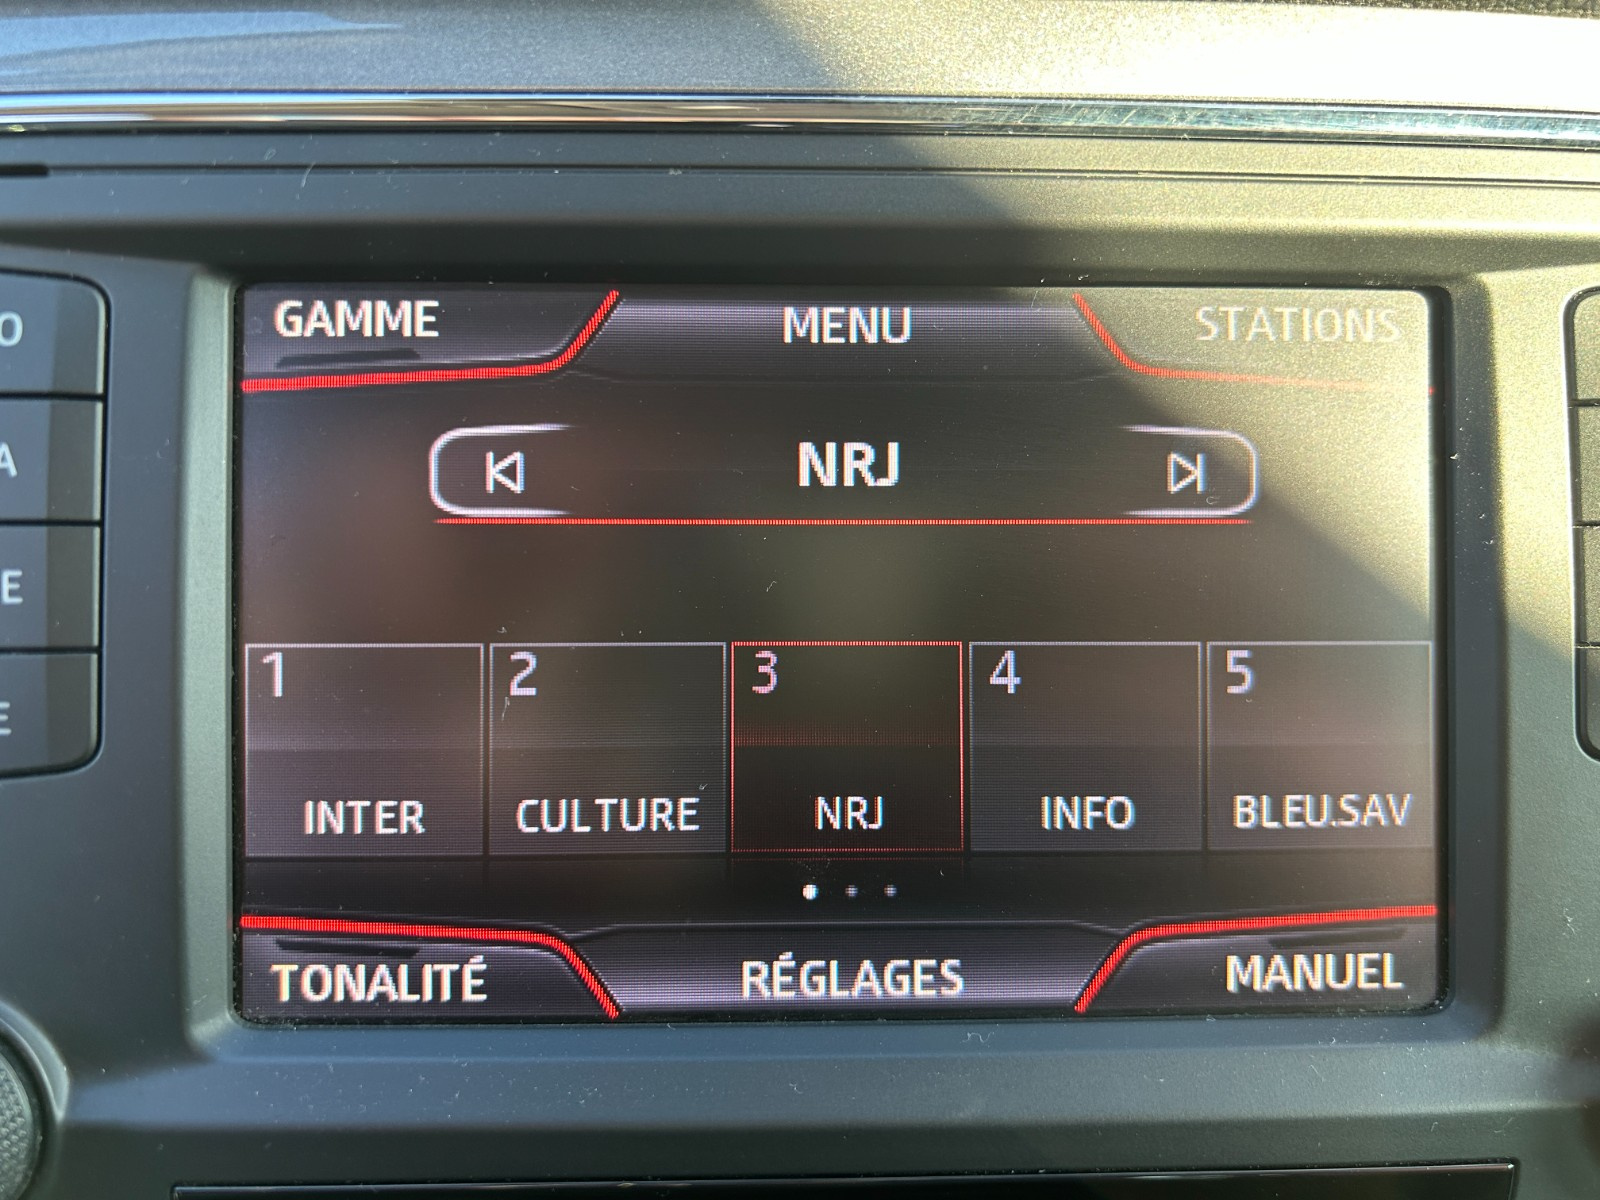 GAMME MENU STATIONS
NRJ
1 2 3 4 5
INTER CULTURE NRJ INFO BLEU.SAV
TONALITÉ RÉGLAGES MANUEL
O
A
E
E